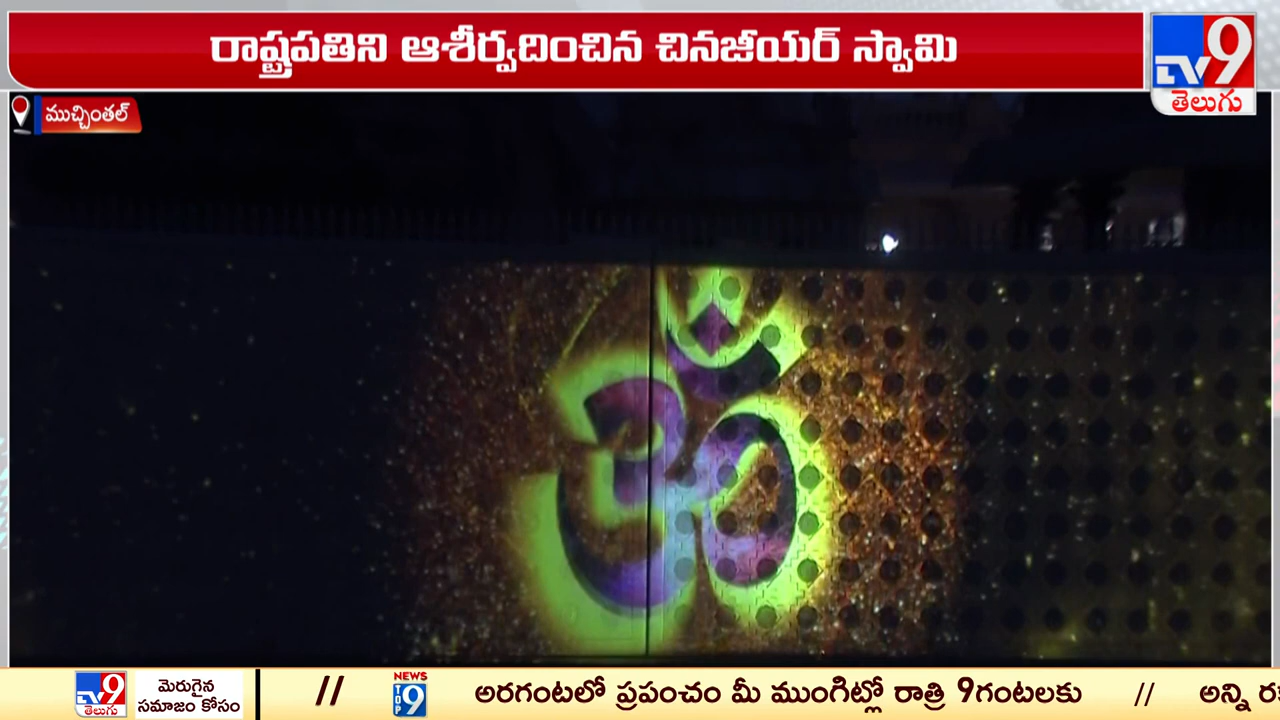 రాష్ట్రపతిని ఆశీర్వదించిన చినజీయర్ స్వామి
TV9
తెలుగు
ముచ్చింతల్
ॐ
TV9
తెలుగు
మెరుగైన
సమాజం కోసం
//
NEWS
TOP 9
అరగంటలో ప్రపంచం మీ ముంగిట్లో రాత్రి 9గంటలకు
//
అన్ని